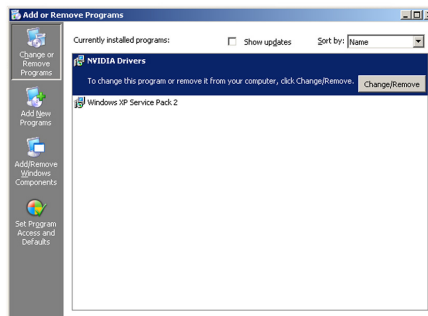 Add or Remove Programs
Change or
Remove
Programs
Currently installed programs:
Show updates
Sort by:
Name
NVIDIA Drivers
To change this program or remove it from your computer, click Change/Remove.
Change/Remove
Windows XP Service Pack 2
Add New
Programs
Add/Remove
Windows
Components
Set Program
Access and
Defaults